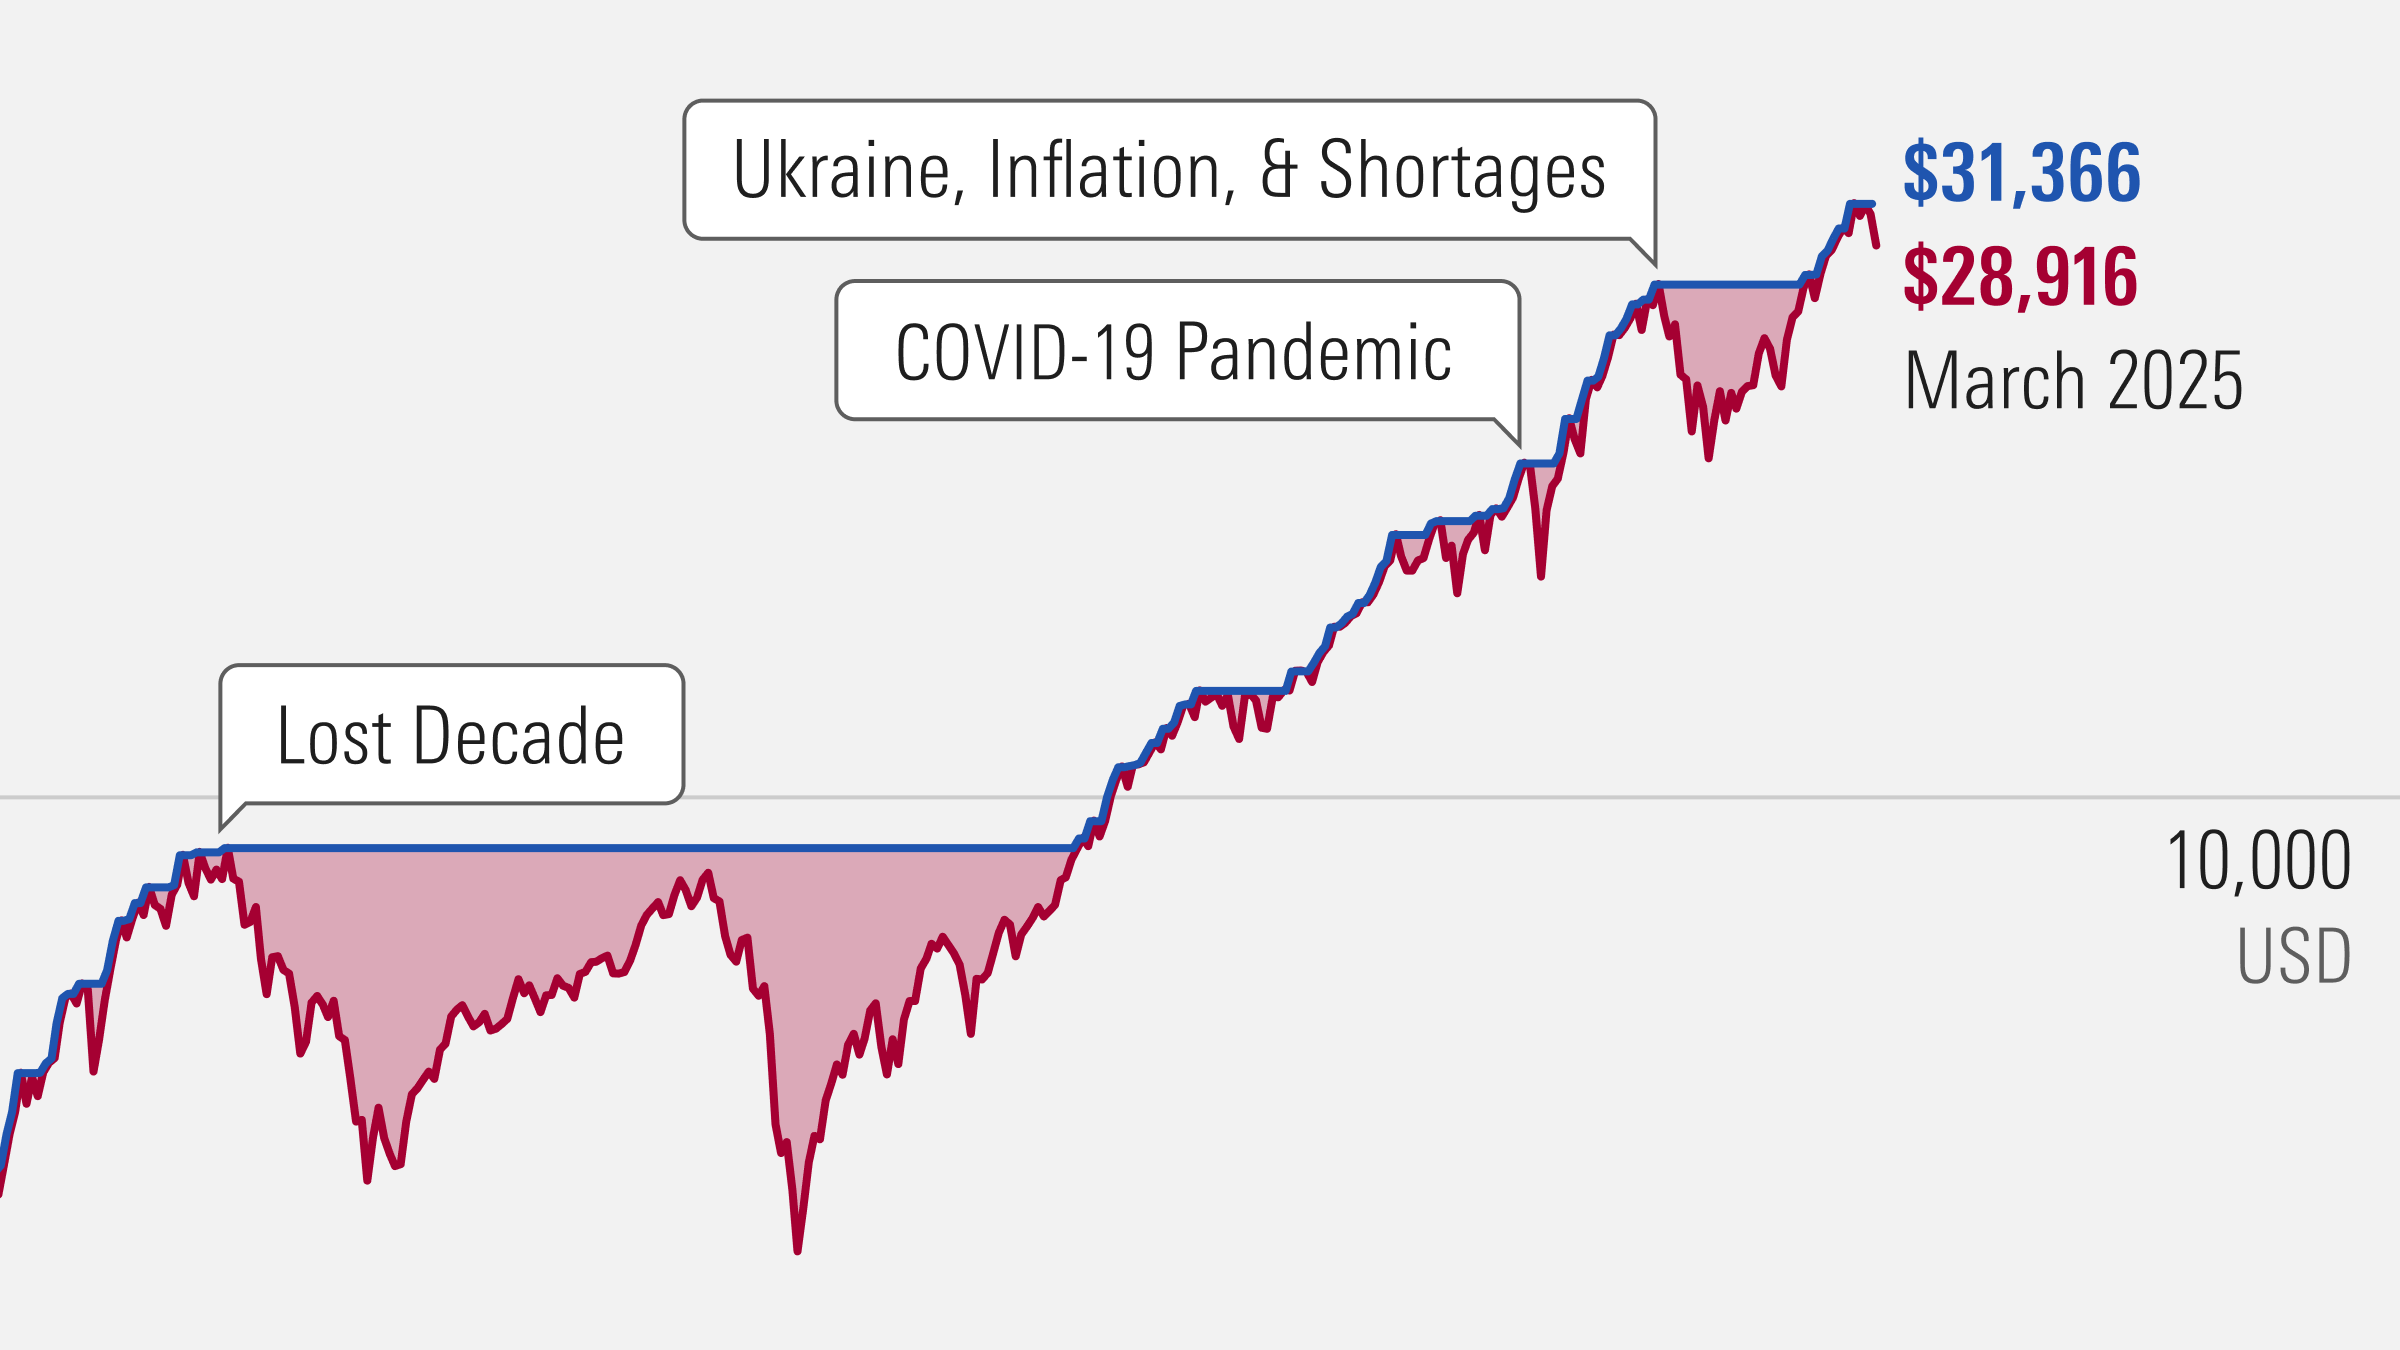 Ukraine, Inflation, & Shortages
$31,366
$28,916
March 2025
COVID-19 Pandemic
Lost Decade
10,000
USD